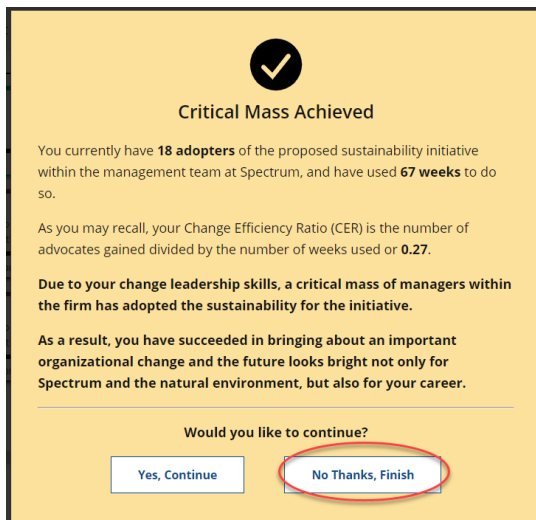 Critical Mass Achieved
You currently have 18 adopters of the proposed sustainability initiative
within the management team at Spectrum, and have used 67 weeks to do
so.
As you may recall, your Change Efficiency Ratio (CER) is the number of
advocates gained divided by the number of weeks used or 0.27.
Due to your change leadership skills, a critical mass of managers within
the firm has adopted the sustainability for the initiative.
As a result, you have succeeded in bringing about an important
organizational change and the future looks bright not only for
Spectrum and the natural environment, but also for your career.
Would you like to continue?
Yes, Continue
No Thanks, Finish